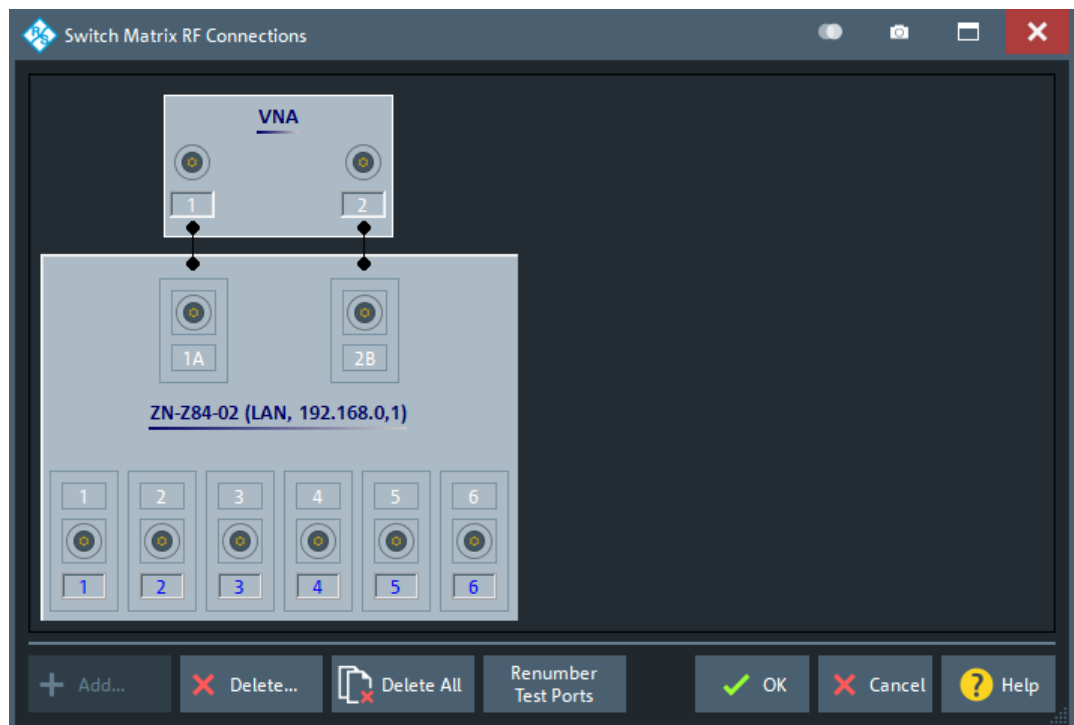 R&S Switch Matrix RF Connections
VNA
1 2
1A 2B
ZN-Z84-02 (LAN, 192.168.0,1)
1 2 3 4 5 6
1 2 3 4 5 6
Add... Delete... Delete All Renumber OK Cancel ? Help
Test Ports